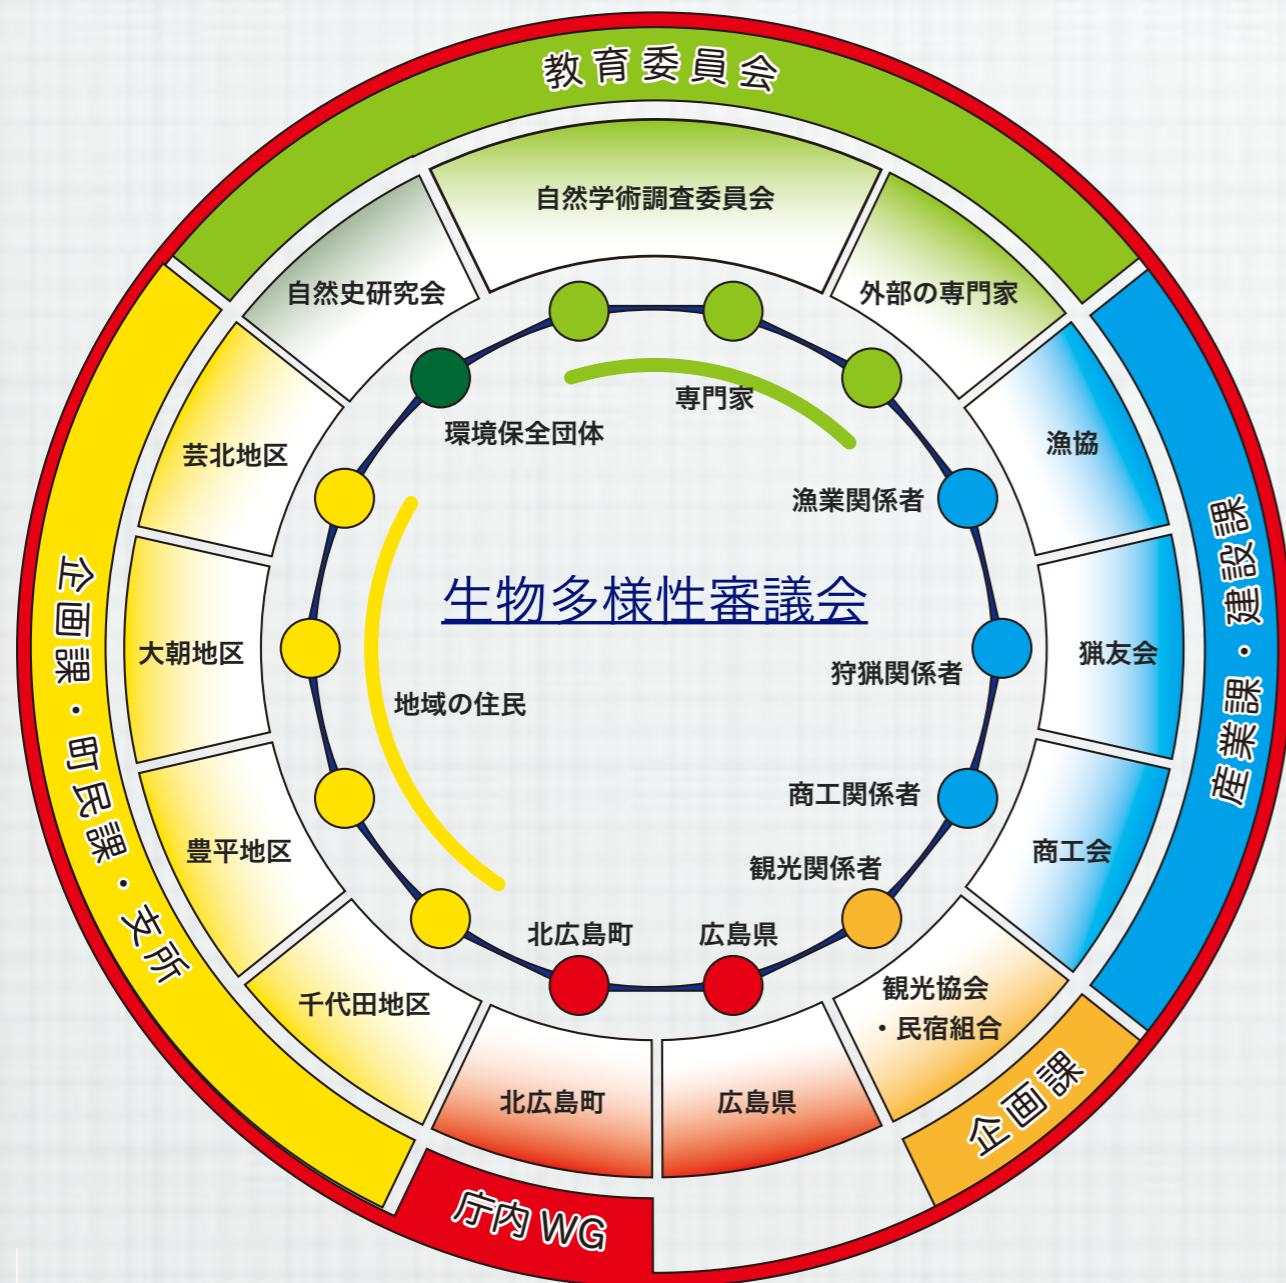 教育委員会
自然学術調査委員会
自然史研究会
外部の専門家
専門家
環境保全団体
芸北地区
漁協
漁業関係者
生物多様性審議会
企画課・町民課・支所
産業課・建設課
大朝地区
猟友会
狩猟関係者
地域の住民
商工関係者
豊平地区
商工会
観光関係者
北広島町
広島県
千代田地区
観光協会
・民宿組合
北広島町
広島県
企画課
庁内 WG